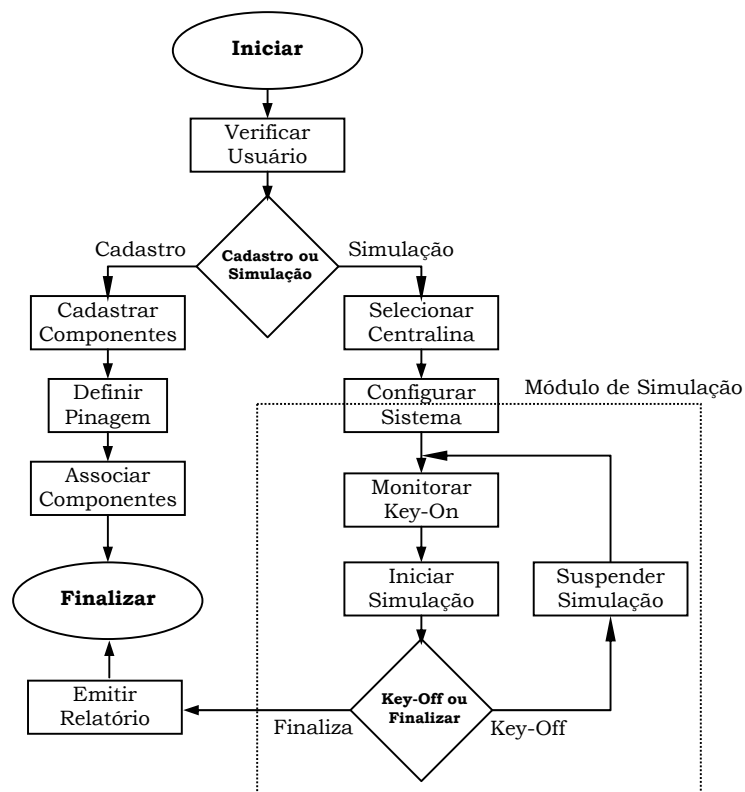 Iniciar
Verificar
Usuário
Cadastro
Cadastro ou
Simulação
Simulação
Cadastrar
Componentes
Selecionar
Centralina
Definir
Pinagem
Configurar
Sistema
Módulo de Simulação
Associar
Componentes
Monitorar
Key-On
Finalizar
Iniciar
Simulação
Suspender
Simulação
Emitir
Relatório
Finaliza
Key-Off ou
Finalizar
Key-Off